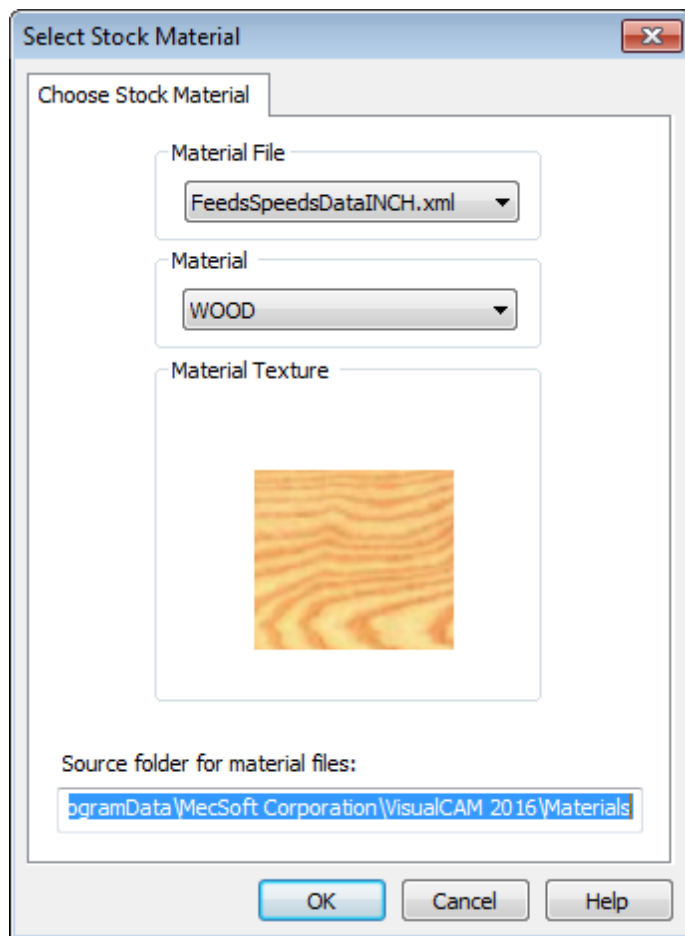 Select Stock Material
Choose Stock Material
Material File
FeedsSpeedsDataINCH.xml
Material
WOOD
Material Texture
Source folder for material files:
ogramData\MecSoft Corporation\VisualCAM 2016\Materials
OK
Cancel
Help